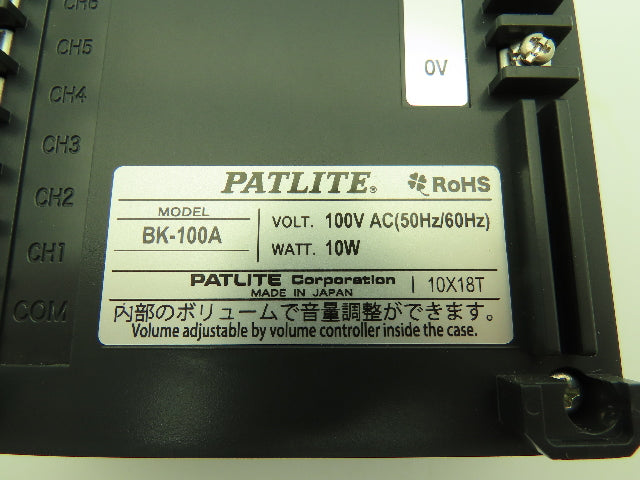 CH6
CH5
CH4
CH3
CH2
CH1
COM
0V
PATLITE® RoHS
MODEL
BK-100A
VOLT. 100V AC(50Hz/60Hz)
WATT. 10W
PATLITE Corporation 10X18T
MADE IN JAPAN
内部のボリュームで音量調整ができます。
Volume adjustable by volume controller inside the case.